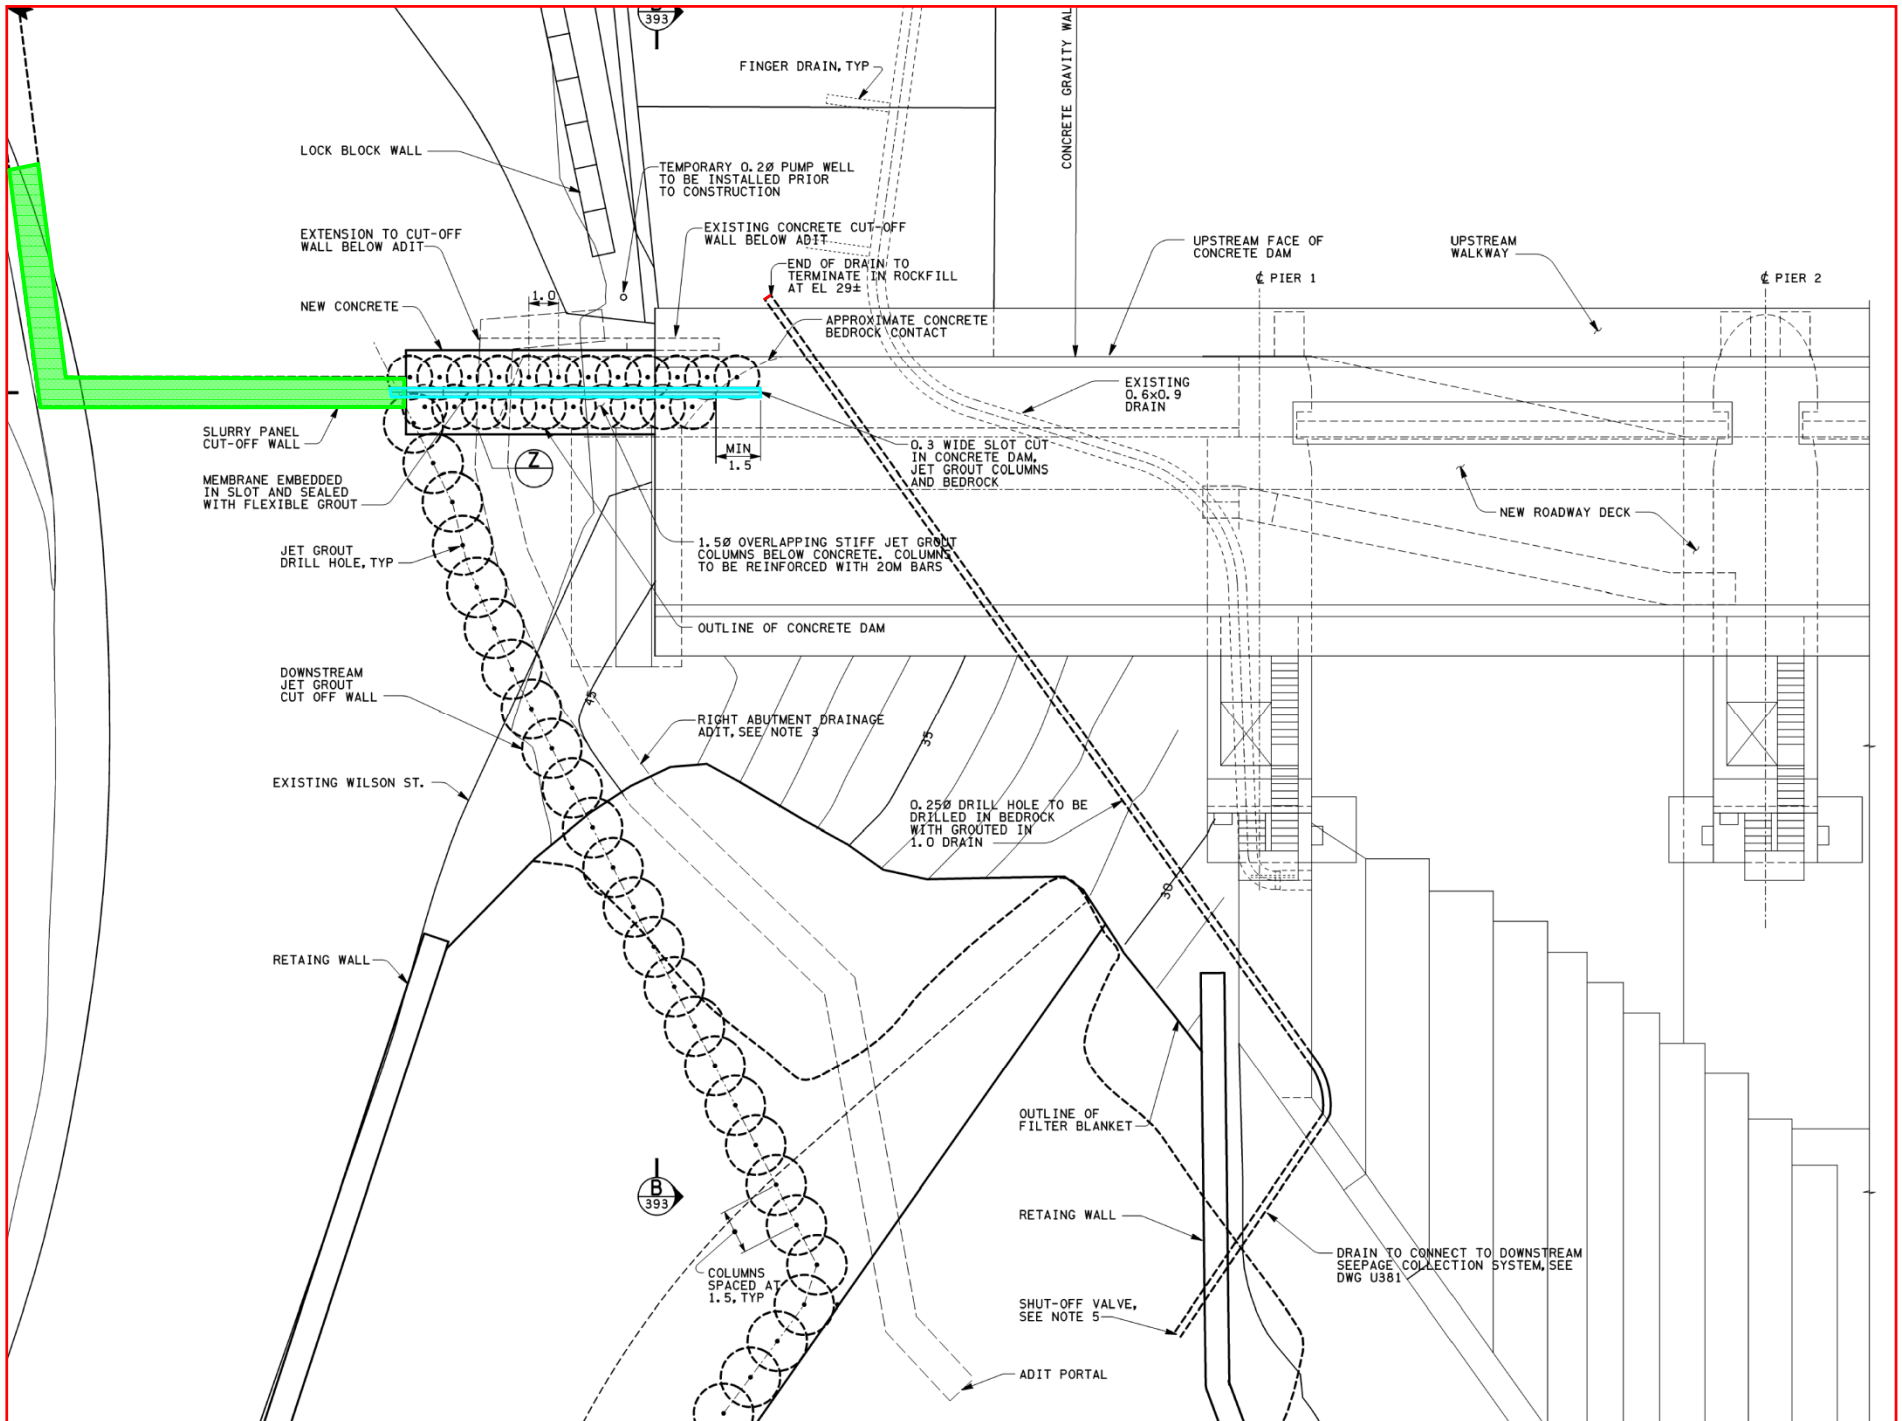 393
CONCRETE GRAVITY WAL
FINGER DRAIN, TYP
LOCK BLOCK WALL
TEMPORARY 0.2Ø PUMP WELL
TO BE INSTALLED PRIOR
TO CONSTRUCTION
EXTENSION TO CUT-OFF
WALL BELOW ADIT
EXISTING CONCRETE CUT-OFF
WALL BELOW ADIT
UPSTREAM FACE OF
CONCRETE DAM
UPSTREAM
WALKWAY
END OF DRAIN TO
TERMINATE IN ROCKFILL
AT EL 29±
℄ PIER 1
℄ PIER 2
1.0
NEW CONCRETE
APPROXIMATE CONCRETE
BEDROCK CONTACT
EXISTING
0.6x0.9
DRAIN
SLURRY PANEL
CUT-OFF WALL
Z
MIN
1.5
0.3 WIDE SLOT CUT
IN CONCRETE DAM,
JET GROUT COLUMNS
AND BEDROCK
MEMBRANE EMBEDDED
IN SLOT AND SEALED
WITH FLEXIBLE GROUT
NEW ROADWAY DECK
JET GROUT
DRILL HOLE, TYP
1.5Ø OVERLAPPING STIFF JET GROUT
COLUMNS BELOW CONCRETE. COLUMNS
TO BE REINFORCED WITH 20M BARS
OUTLINE OF CONCRETE DAM
DOWNSTREAM
JET GROUT
CUT OFF WALL
45
RIGHT ABUTMENT DRAINAGE
ADIT, SEE NOTE 3
35
EXISTING WILSON ST.
0.25Ø DRILL HOLE TO BE
DRILLED IN BEDROCK
WITH GROUTED IN
1.0 DRAIN
30
RETAING WALL
OUTLINE OF
FILTER BLANKET
B
393
RETAING WALL
DRAIN TO CONNECT TO DOWNSTREAM
SEEPAGE COLLECTION SYSTEM, SEE
DWG U381
COLUMNS
SPACED AT
1.5, TYP
SHUT-OFF VALVE,
SEE NOTE 5
ADIT PORTAL